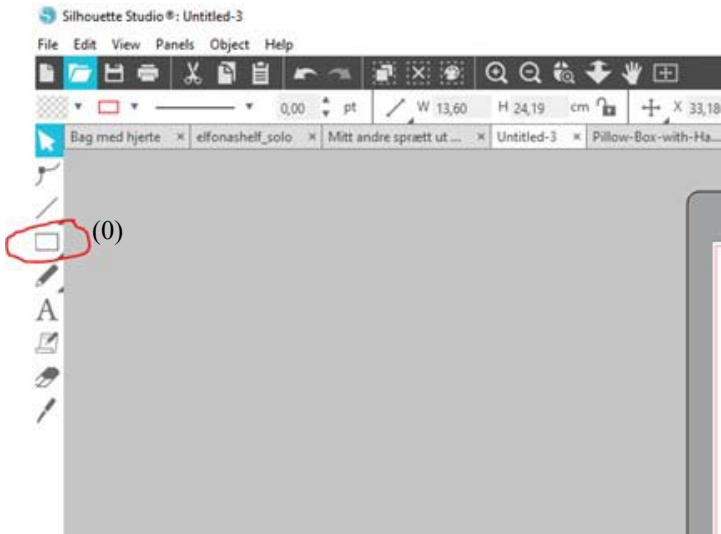 Silhouette Studio®: Untitled-3
File Edit View Panels Object Help
0,00 pt W 13,60 H 24,19 cm X 33,18
Bag med hjerte × elfonashelf_solo × Mitt andre sprætt ut ... × Untitled-3 × Pillow-Box-with-Ha...
(0)
A